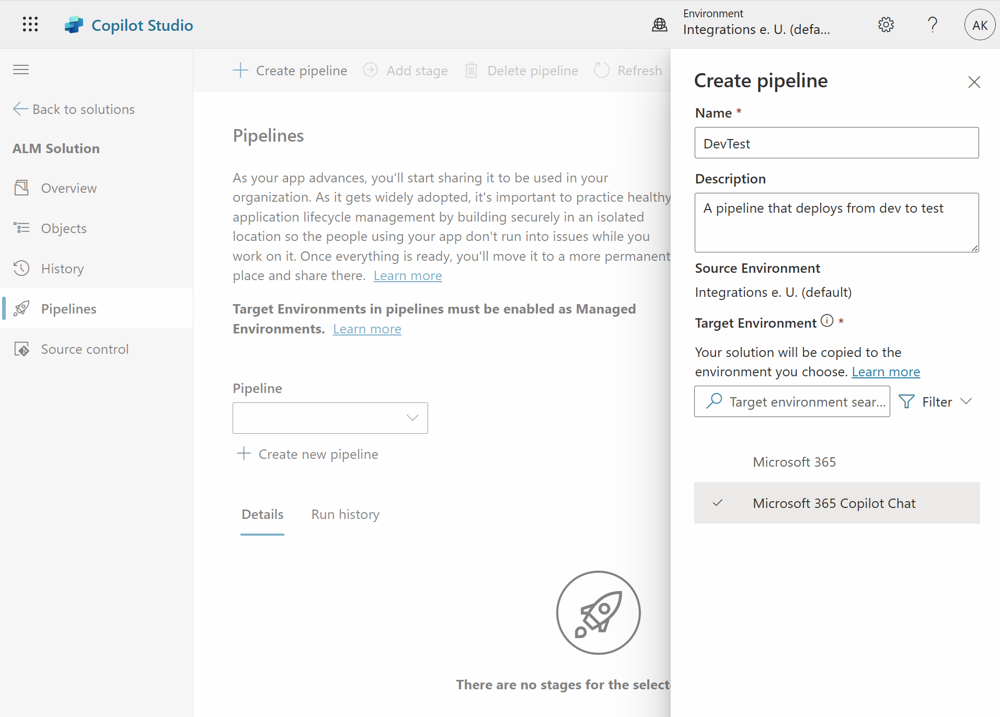 Copilot Studio
Environment
Integrations e. U. (defa...
AK
Back to solutions
ALM Solution
Overview
Objects
History
Pipelines
Source control
Create pipeline
Add stage
Delete pipeline
Refresh
Pipelines
As your app advances, you'll start sharing it to be used in your
organization. As it gets widely adopted, it's important to practice healthy
application lifecycle management by building securely in an isolated
location so the people using your app don't run into issues while you
work on it. Once everything is ready, you'll move it to a more permanent
place and share there. Learn more
Target Environments in pipelines must be enabled as Managed
Environments. Learn more
Pipeline
Create new pipeline
Details
Run history
There are no stages for the select
Create pipeline
Name *
DevTest
Description
A pipeline that deploys from dev to test
Source Environment
Integrations e. U. (default)
Target Environment *
Your solution will be copied to the
environment you choose. Learn more
Target environment sear...
Filter
Microsoft 365
Microsoft 365 Copilot Chat